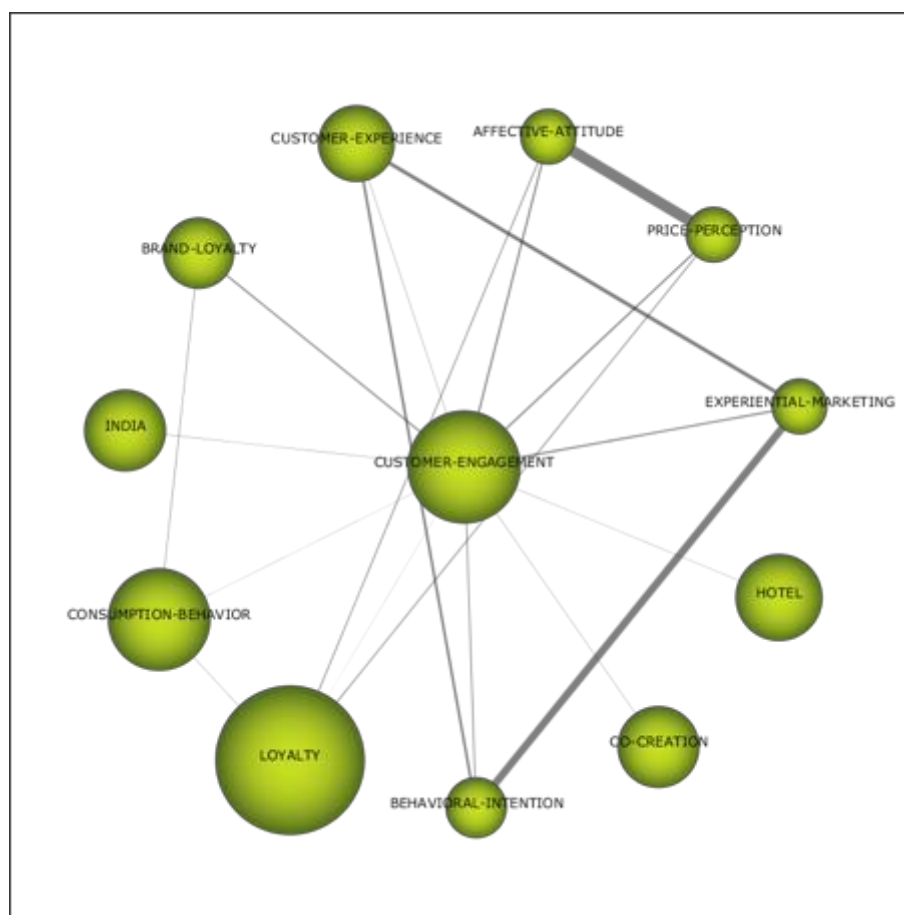 AFFECTIVE-ATTITUDE
CUSTOMER-EXPERIENCE
PRICE-PERCEPTION
BRAND-LOYALTY
EXPERIENTIAL-MARKETING
INDIA
CUSTOMER-ENGAGEMENT
HOTEL
CONSUMPTION-BEHAVIOR
CO-CREATION
LOYALTY
BEHAVIORAL-INTENTION